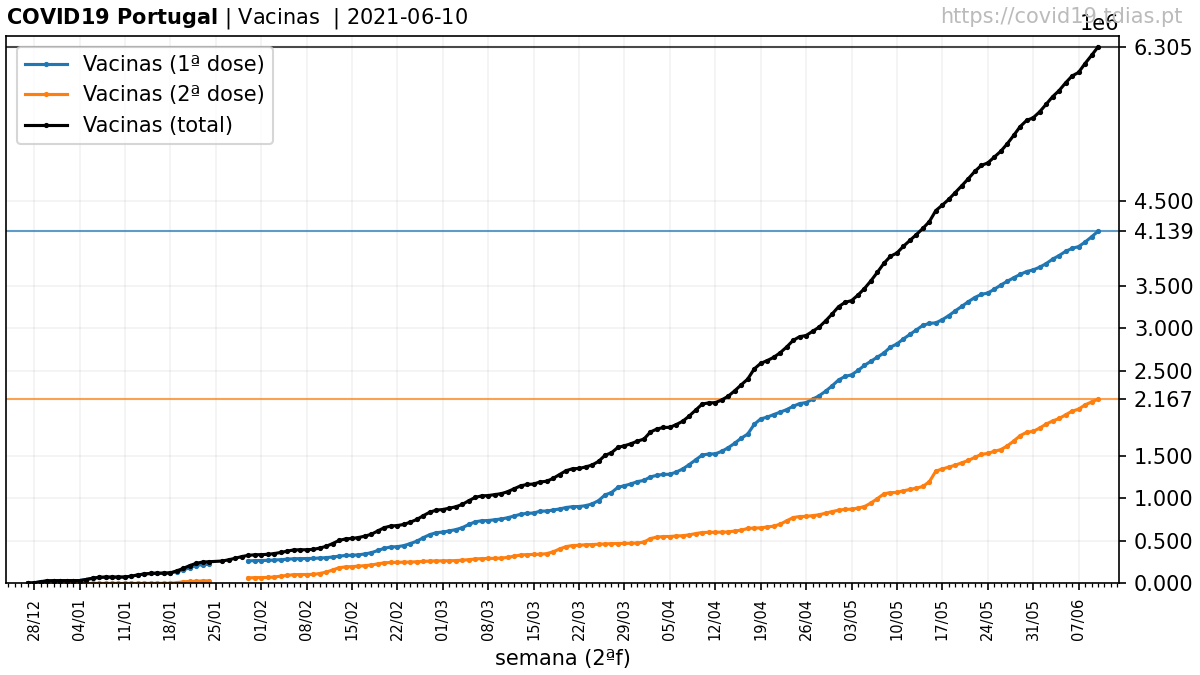 COVID19 Portugal | Vacinas | 2021-06-10
https://covid19.tdias.pt
1e6
Vacinas (1ª dose)
Vacinas (2ª dose)
Vacinas (total)
6.305
4.500
4.139
3.500
3.000
2.500
2.167
1.500
1.000
0.500
0.000
28/12 04/01 11/01 18/01 25/01 01/02 08/02 15/02 22/02 01/03 08/03 15/03 22/03 29/03 05/04 12/04 19/04 26/04 03/05 10/05 17/05 24/05 31/05 07/06
semana (2ªf)